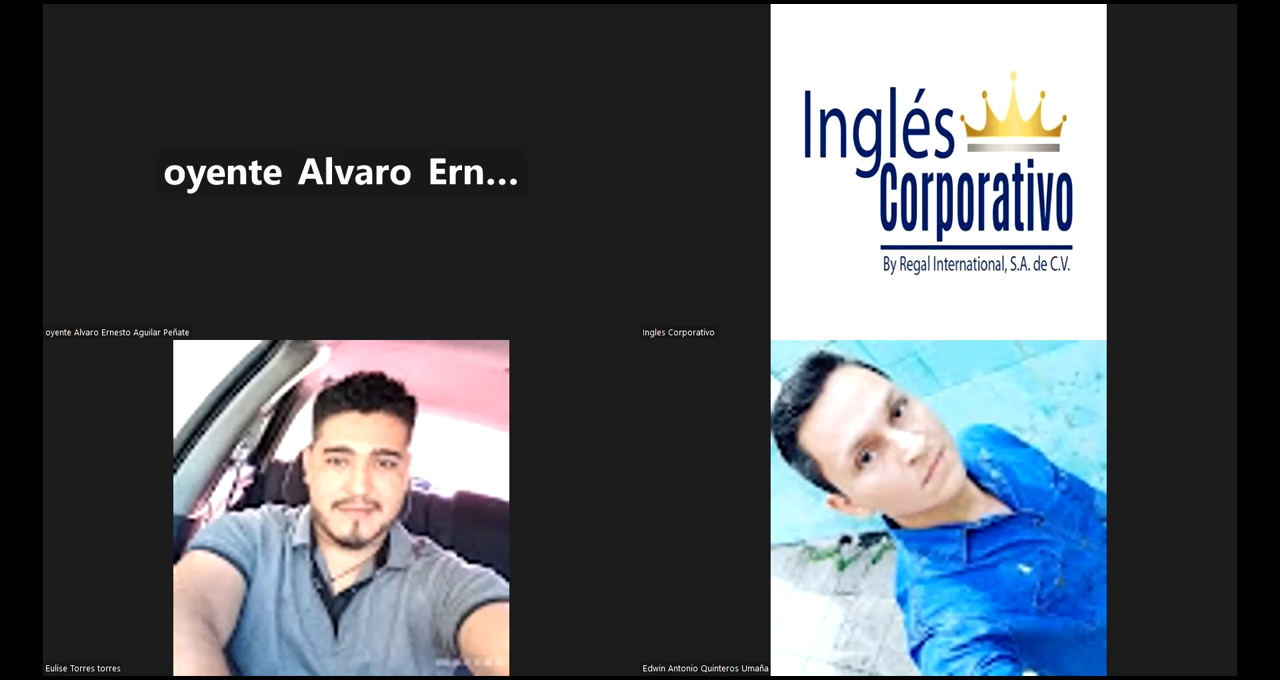 oyente Alvaro Ern...
Inglés
Corporativo
By Regal International, S.A. de C.V.
oyente Alvaro Ernesto Aguilar Peñate
Ingles Corporativo
Eulise Torres torres
Edwin Antonio Quinteros Umaña